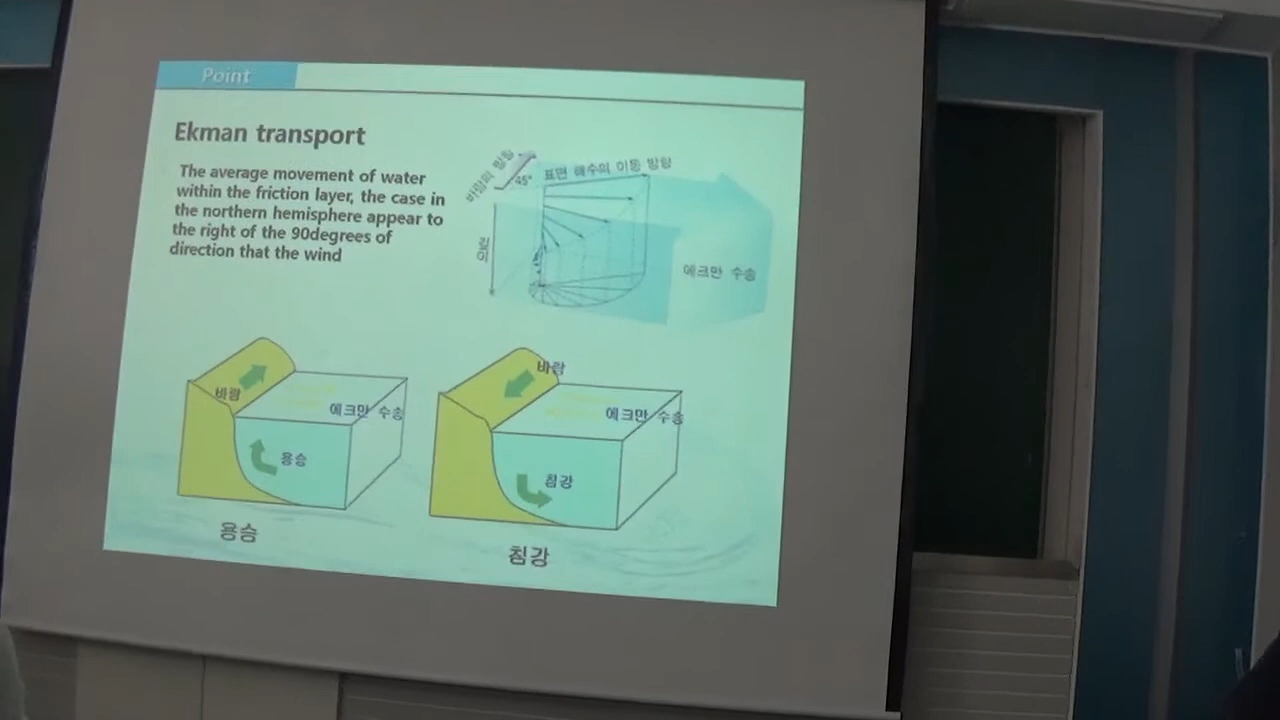 Point
Ekman transport
The average movement of water
within the friction layer, the case in
the northern hemisphere appear to
the right of the 90degrees of
direction that the wind
바람의 방향
45°
표면 해수의 이동 방향
깊이
에크만 수송
바람
에크만 수송
용승
용승
바람
에크만 수송
침강
침강